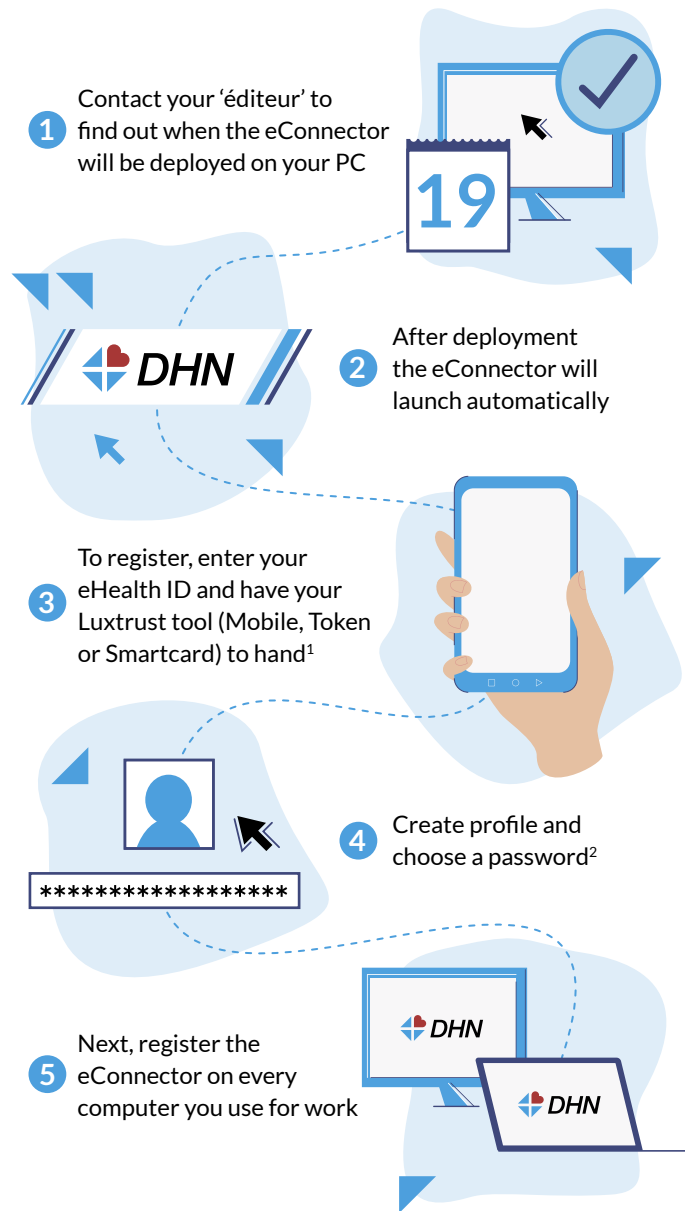 1
Contact your ‘éditeur’ to
find out when the eConnector
will be deployed on your PC
19
DHN
2
After deployment
the eConnector will
launch automatically
3
To register, enter your
eHealth ID and have your
Luxtrust tool (Mobile, Token
or Smartcard) to hand¹
4
Create profile and
choose a password²
******************
DHN
DHN
5
Next, register the
eConnector on every
computer you use for work